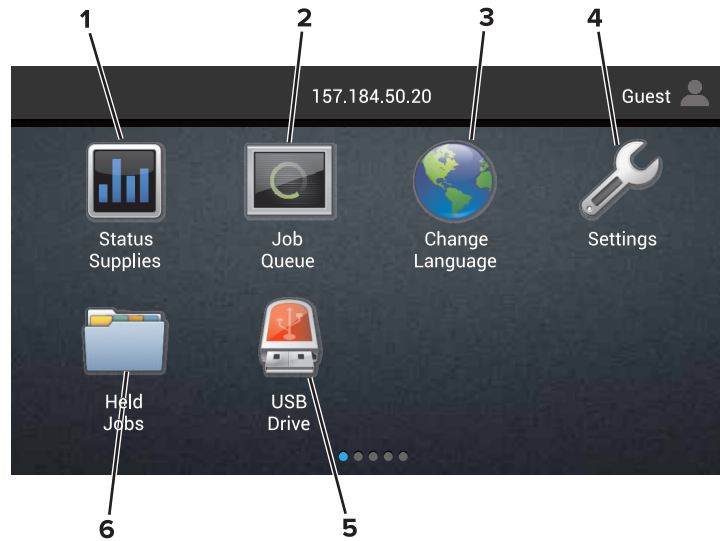 1 2 3 4
157.184.50.20 Guest
Status
Supplies
Job
Queue
Change
Language
Settings
Held
Jobs
USB
Drive
6 5